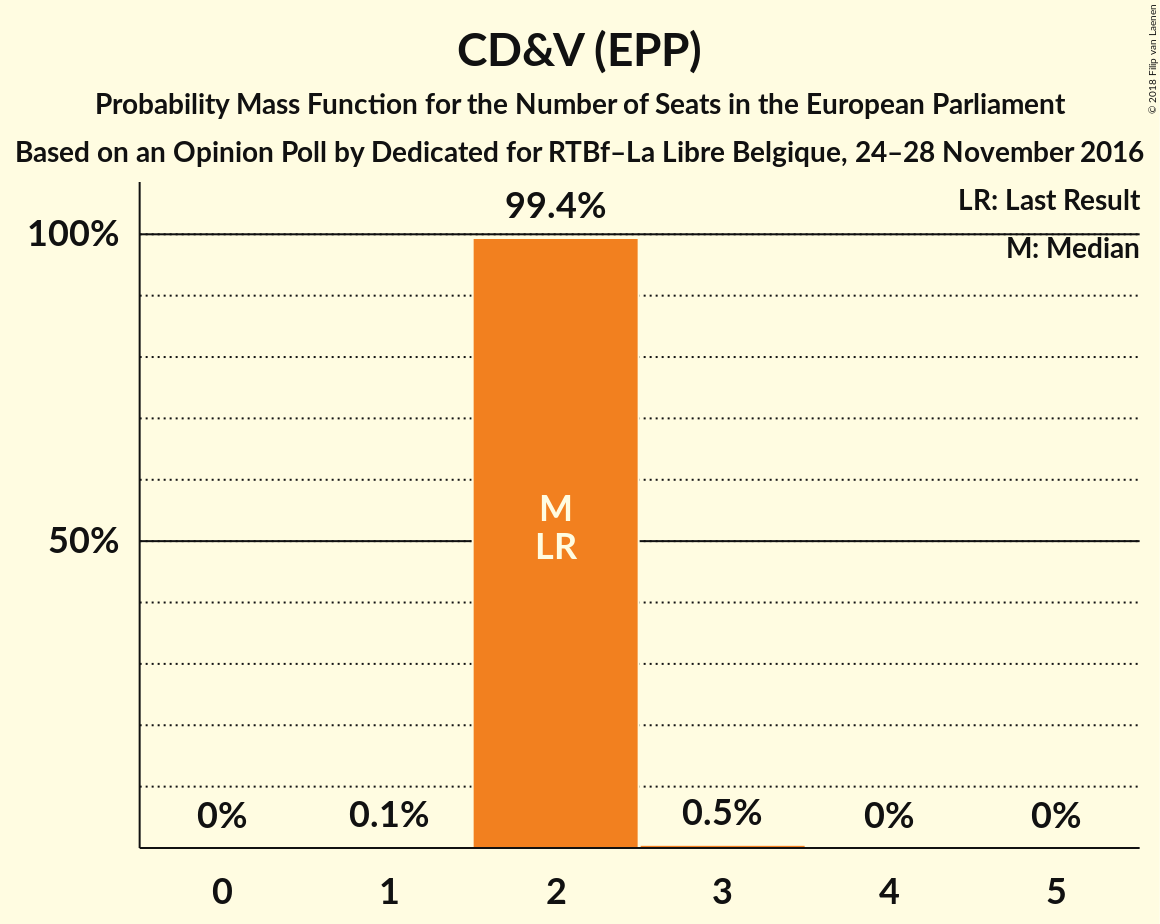 CD&V (EPP)
Probability Mass Function for the Number of Seats in the European Parliament
Based on an Opinion Poll by Dedicated for RTBf–La Libre Belgique, 24–28 November 2016
© 2018 Filip van Laenen
LR: Last Result
M: Median
100%
50%
99.4%
M
LR
0%
0.1%
0.5%
0%
0%
0
1
2
3
4
5